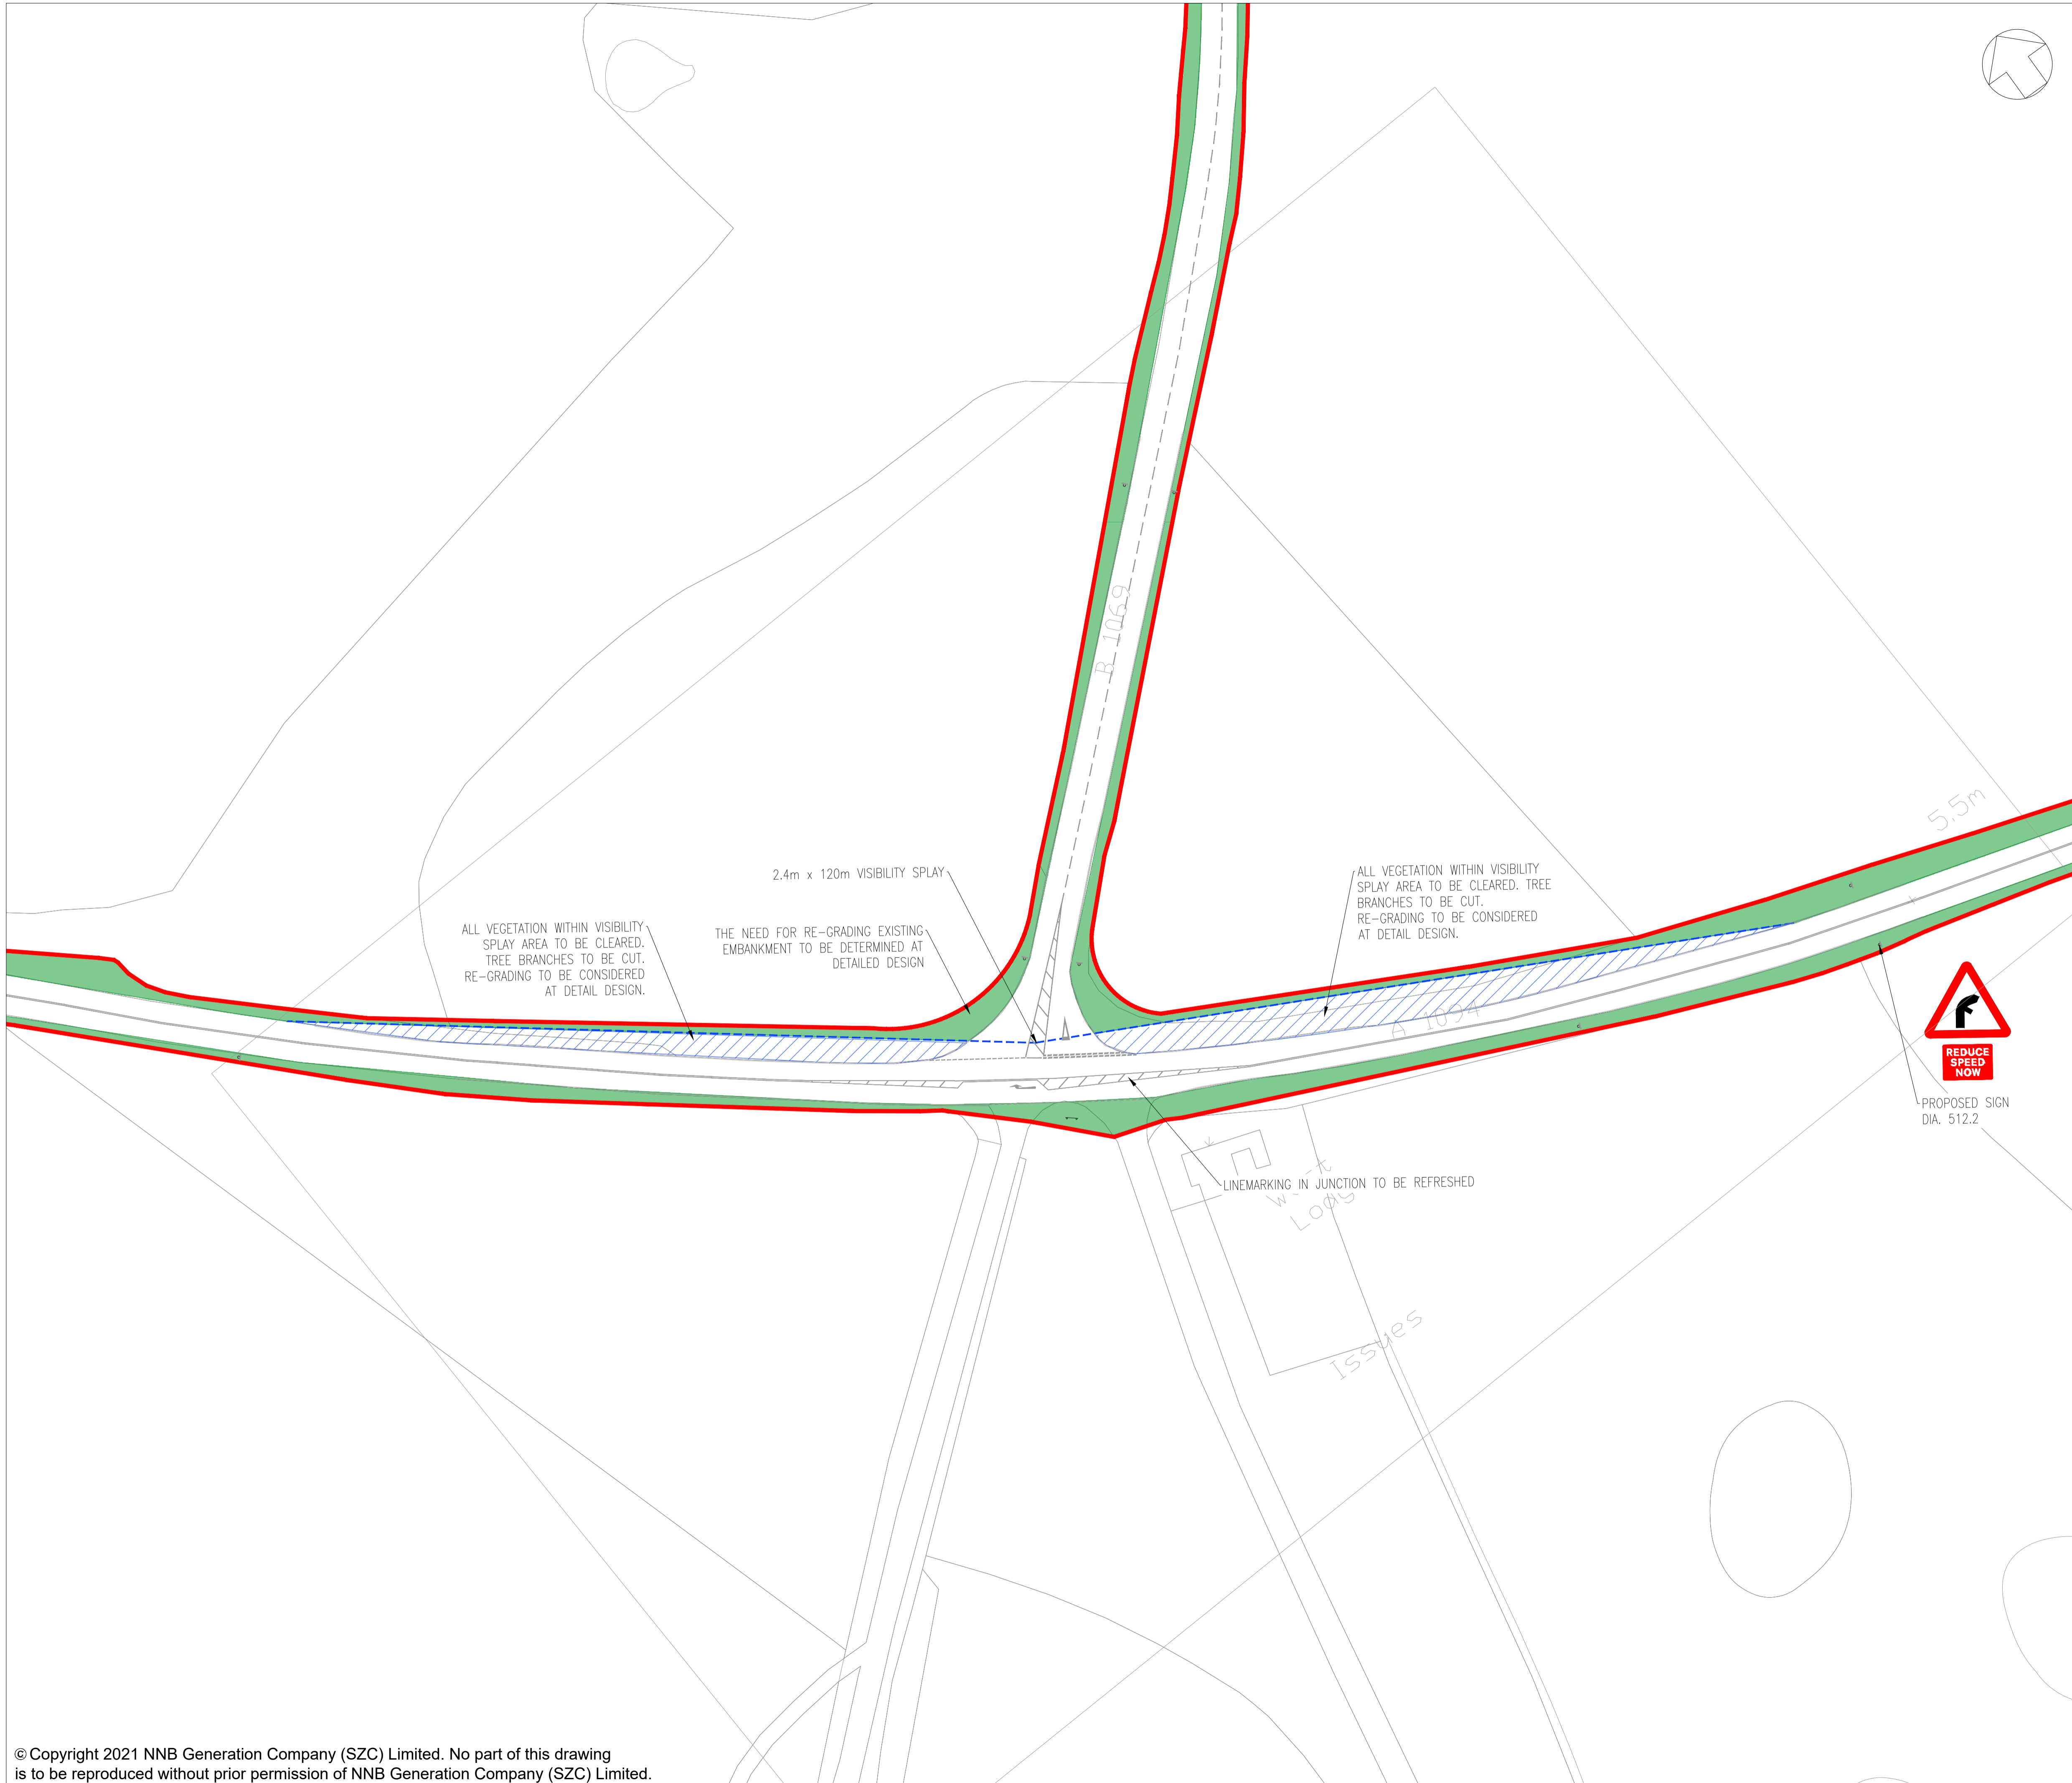 B 1069
5.5m
2.4m x 120m VISIBILITY SPLAY
ALL VEGETATION WITHIN VISIBILITY
SPLAY AREA TO BE CLEARED. TREE
BRANCHES TO BE CUT.
RE-GRADING TO BE CONSIDERED
AT DETAIL DESIGN.
ALL VEGETATION WITHIN VISIBILITY
SPLAY AREA TO BE CLEARED.
TREE BRANCHES TO BE CUT.
RE-GRADING TO BE CONSIDERED
AT DETAIL DESIGN.
THE NEED FOR RE-GRADING EXISTING
EMBANKMENT TO BE DETERMINED AT
DETAILED DESIGN
A 1094
REDUCE
SPEED
NOW
PROPOSED SIGN
DIA. 512.2
LINEMARKING IN JUNCTION TO BE REFRESHED
Issues
© Copyright 2021 NNB Generation Company (SZC) Limited. No part of this drawing
is to be reproduced without prior permission of NNB Generation Company (SZC) Limited.